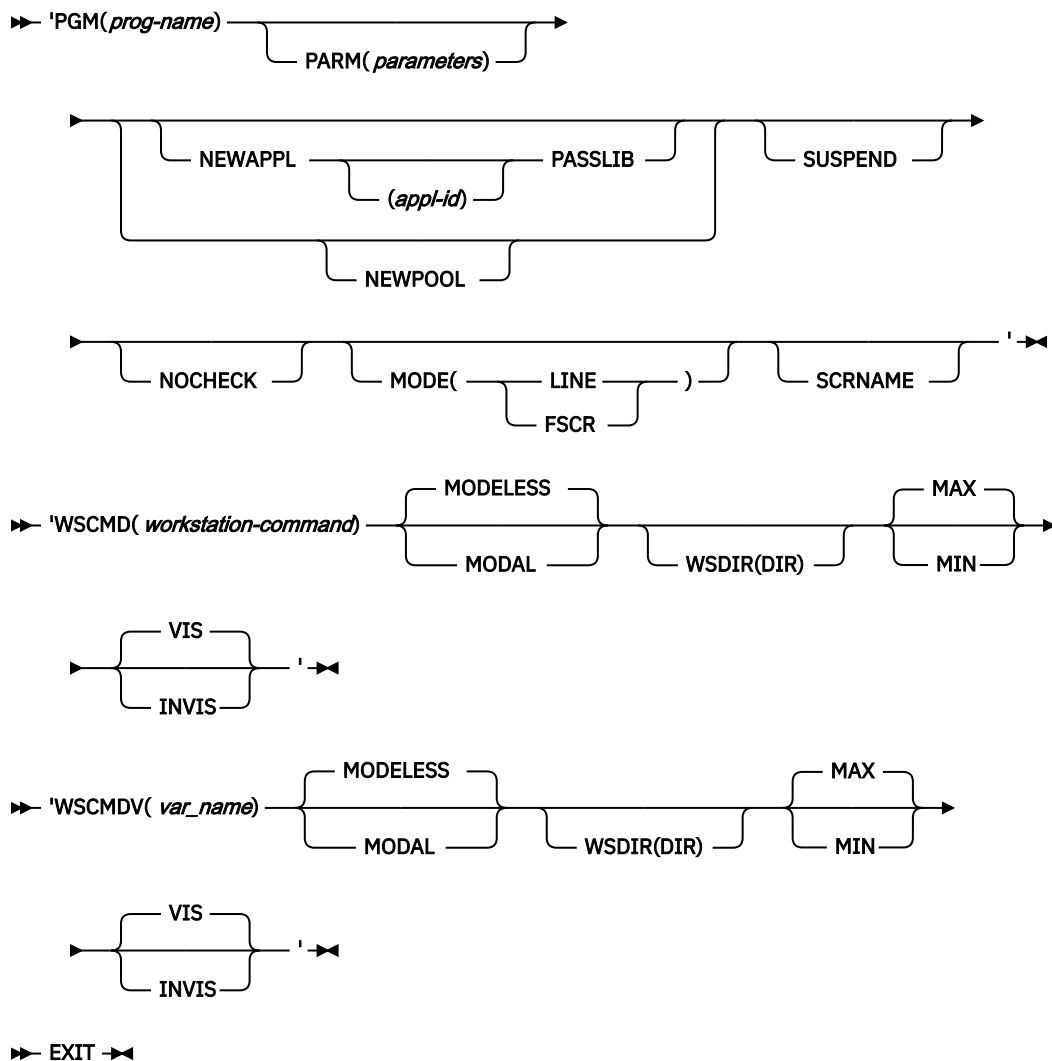 'PGM(prog-name)
PARM( parameters)
NEWAPPL PASSLIB SUSPEND
(appl-id)
NEWPOOL
'
NOCHECK MODE( LINE ) SCRNAME
FSCR
MODELESS MAX
'WSCMD( workstation-command)
MODAL WSDIR(DIR) MIN
VIS
'
INVIS
MODELESS MAX
'WSCMDV( var_name)
MODAL WSDIR(DIR) MIN
VIS
'
INVIS
EXIT